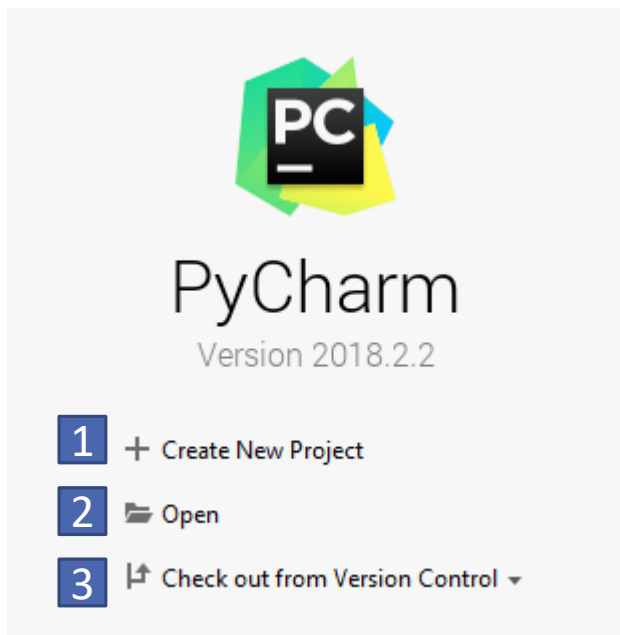 PC
PyCharm
Version 2018.2.2
1 Create New Project
2 Open
3 Check out from Version Control